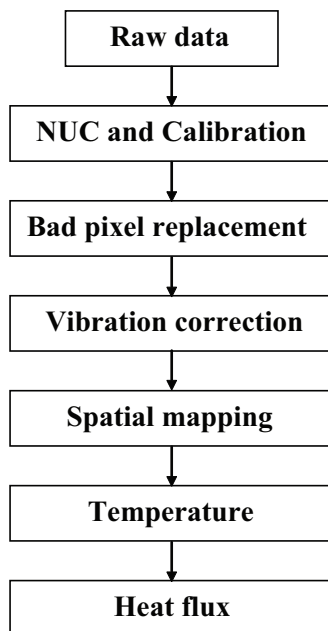 Raw data
NUC and Calibration
Bad pixel replacement
Vibration correction
Spatial mapping
Temperature
Heat flux